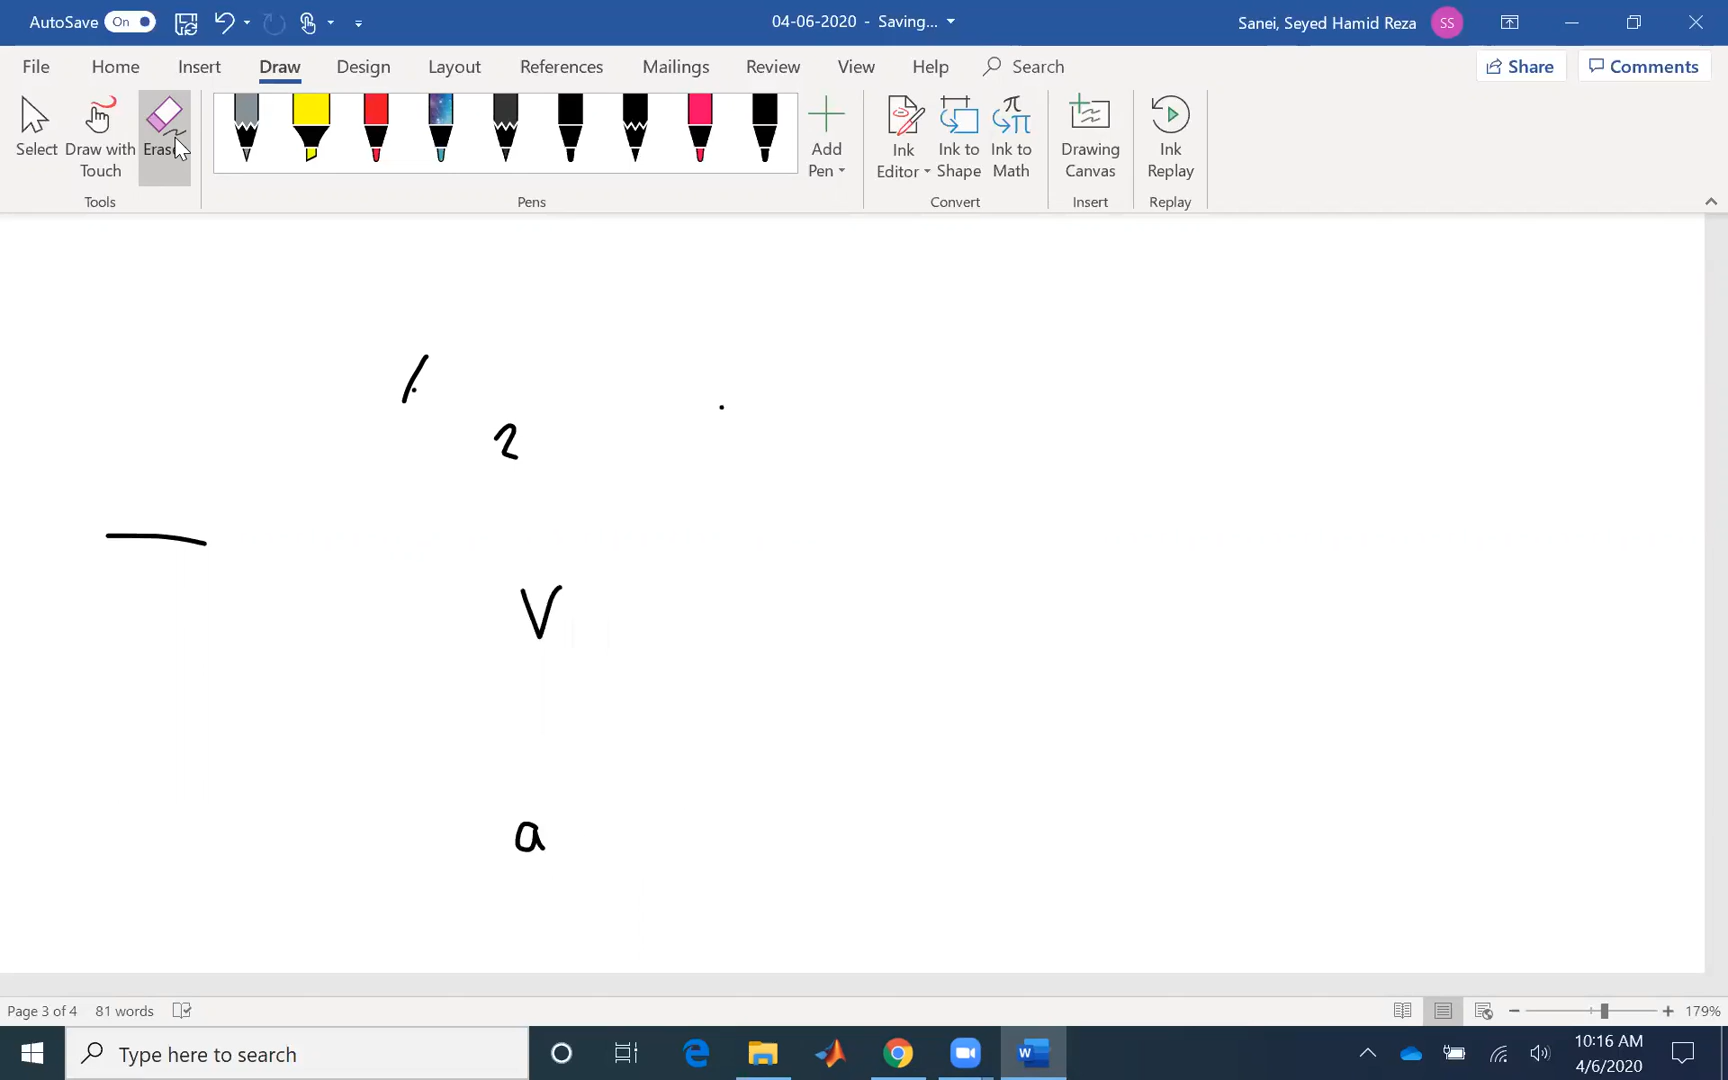 AutoSave On 04-06-2020 - Saving... Sanei, Seyed Hamid Reza SS
File Home Insert Draw Design Layout References Mailings Review View Help Search Share Comments
Select Draw with Touch Add Pen Ink Editor Ink to Shape Ink to Math Drawing Canvas Ink Replay
Tools Pens Convert Insert Replay
2
V
a
Page 3 of 4 81 words 179%
Type here to search 10:16 AM
4/6/2020